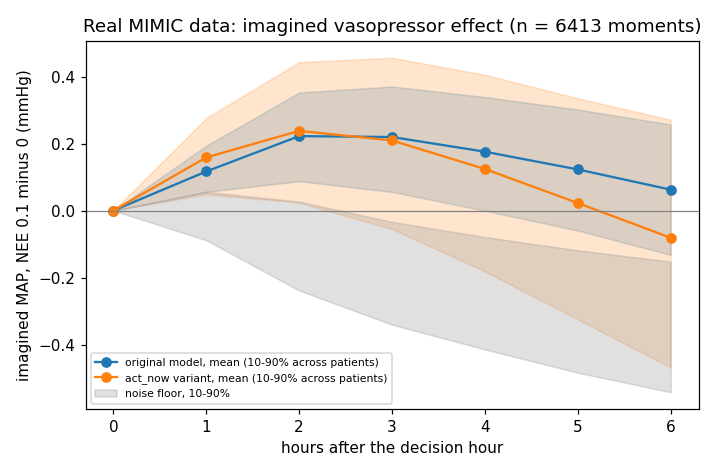 Real MIMIC data: imagined vasopressor effect (n = 6413 moments)
imagined MAP, NEE 0.1 minus 0 (mmHg)
0.4
0.2
0.0
−0.2
−0.4
original model, mean (10-90% across patients)
act_now variant, mean (10-90% across patients)
noise floor, 10-90%
0 1 2 3 4 5 6
hours after the decision hour